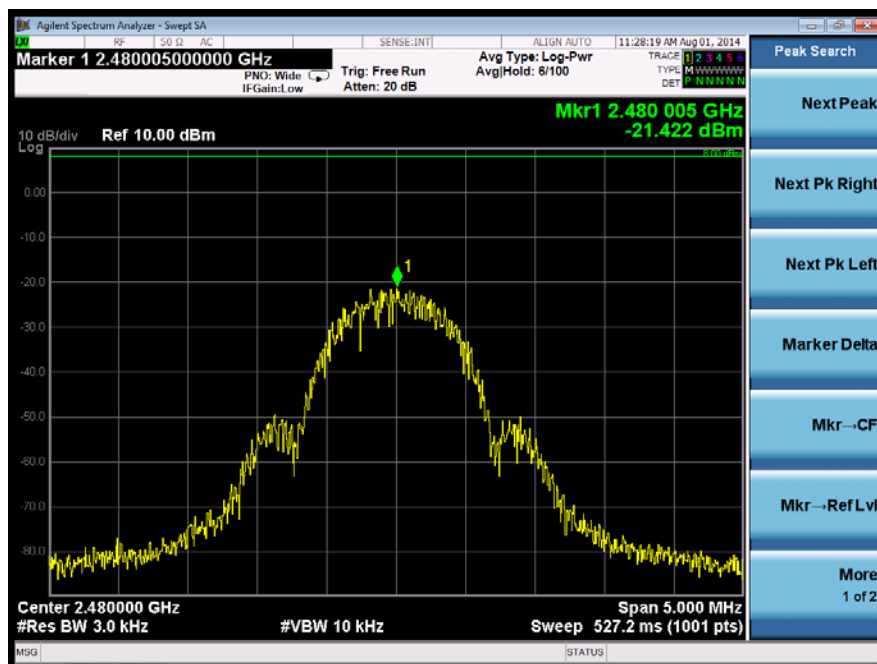 Agilent Spectrum Analyzer - Swept SA
RF 50 Ω AC SENSE:INT ALIGN AUTO 11:28:19 AM Aug 01, 2014
Marker 1 2.480005000000 GHz
PNO: Wide
IFGain:Low
Trig: Free Run
Atten: 20 dB
Avg Type: Log-Pwr
Avg|Hold: 6/100
TRACE 1 2 3 4 5 6
TYPE M WWWWW
DET P N N N N N
Mkr1 2.480 005 GHz
-21.422 dBm
10 dB/div Ref 10.00 dBm
Log
8.00 dBm
0.00
-10.0
1
-20.0
-30.0
-40.0
-50.0
-60.0
-70.0
-80.0
Center 2.480000 GHz Span 5.000 MHz
#Res BW 3.0 kHz #VBW 10 kHz Sweep 527.2 ms (1001 pts)
MSG STATUS
Peak Search
Next Peak
Next Pk Right
Next Pk Left
Marker Delta
Mkr→CF
Mkr→Ref Lvl
More
1 of 2